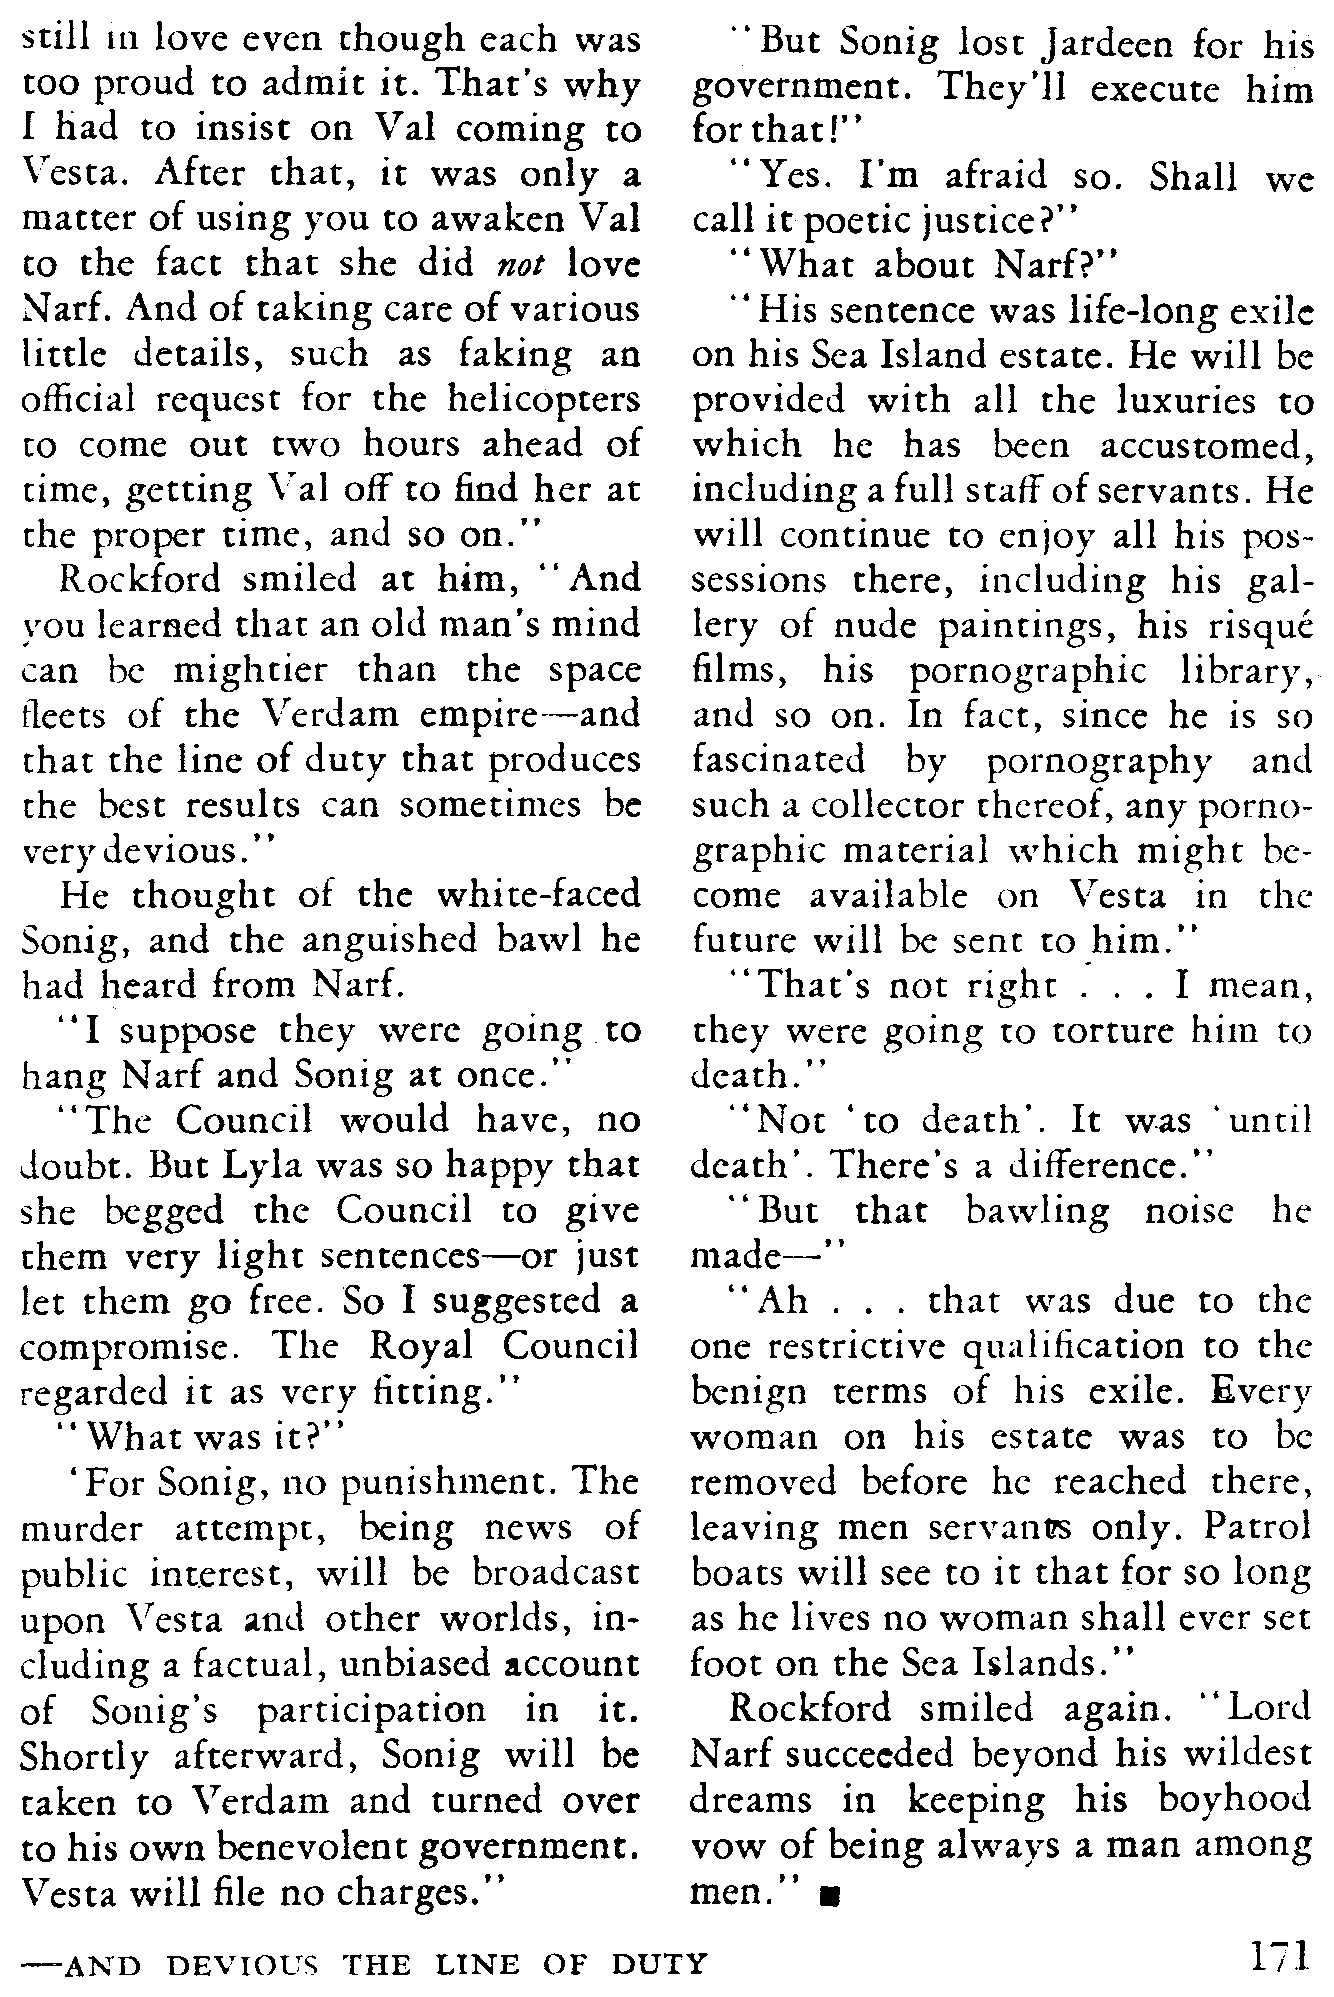 still in love even though each was
too proud to admit it. That's why
I had to insist on Val coming to
Vesta. After that, it was only a
matter of using you to awaken Val
to the fact that she did not love
Narf. And of taking care of various
little details, such as faking an
official request for the helicopters
to come out two hours ahead of
time, getting Val off to find her at
the proper time, and so on."
Rockford smiled at him, "And
you learned that an old man's mind
can be mightier than the space
fleets of the Verdam empire—and
that the line of duty that produces
the best results can sometimes be
very devious."
He thought of the white-faced
Sonig, and the anguished bawl he
had heard from Narf.
"I suppose they were going to
hang Narf and Sonig at once."
"The Council would have, no
doubt. But Lyla was so happy that
she begged the Council to give
them very light sentences—or just
let them go free. So I suggested a
compromise. The Royal Council
regarded it as very fitting."
"What was it?"
'For Sonig, no punishment. The
murder attempt, being news of
public interest, will be broadcast
upon Vesta and other worlds, in-
cluding a factual, unbiased account
of Sonig's participation in it.
Shortly afterward, Sonig will be
taken to Verdam and turned over
to his own benevolent government.
Vesta will file no charges."
"But Sonig lost Jardeen for his
government. They'll execute him
for that!"
"Yes. I'm afraid so. Shall we
call it poetic justice?"
"What about Narf?"
"His sentence was life-long exile
on his Sea Island estate. He will be
provided with all the luxuries to
which he has been accustomed,
including a full staff of servants. He
will continue to enjoy all his pos-
sessions there, including his gal-
lery of nude paintings, his risqué
films, his pornographic library,
and so on. In fact, since he is so
fascinated by pornography and
such a collector thereof, any porno-
graphic material which might be-
come available on Vesta in the
future will be sent to him."
"That's not right . . . I mean,
they were going to torture him to
death."
"Not 'to death'. It was 'until
death'. There's a difference."
"But that bawling noise he
made—"
"Ah . . . that was due to the
one restrictive qualification to the
benign terms of his exile. Every
woman on his estate was to be
removed before he reached there,
leaving men servants only. Patrol
boats will see to it that for so long
as he lives no woman shall ever set
foot on the Sea Islands."
Rockford smiled again. "Lord
Narf succeeded beyond his wildest
dreams in keeping his boyhood
vow of being always a man among
men." ■
—AND DEVIOUS THE LINE OF DUTY
171